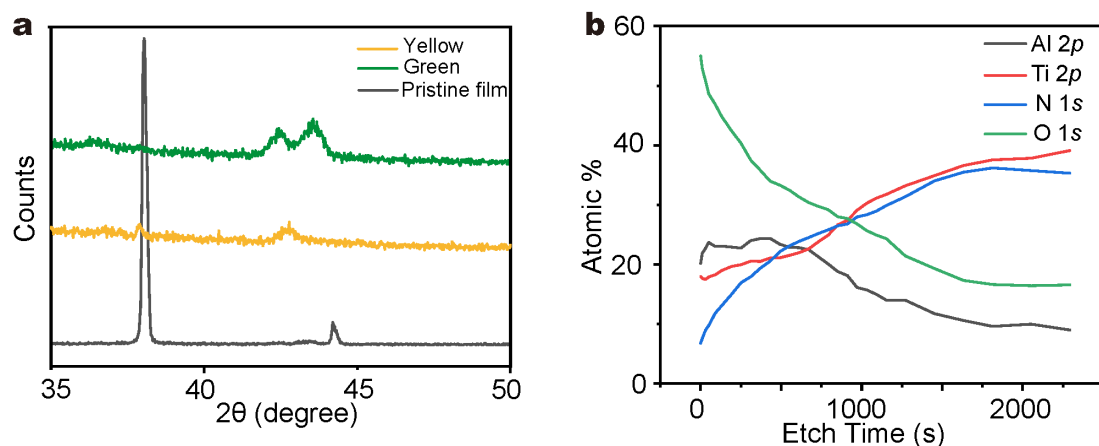 a
Yellow
Green
Pristine film
Counts
35
40
45
50
2θ (degree)
b
60
40
20
0
Al 2p
Ti 2p
N 1s
O 1s
Atomic %
0
1000
2000
Etch Time (s)